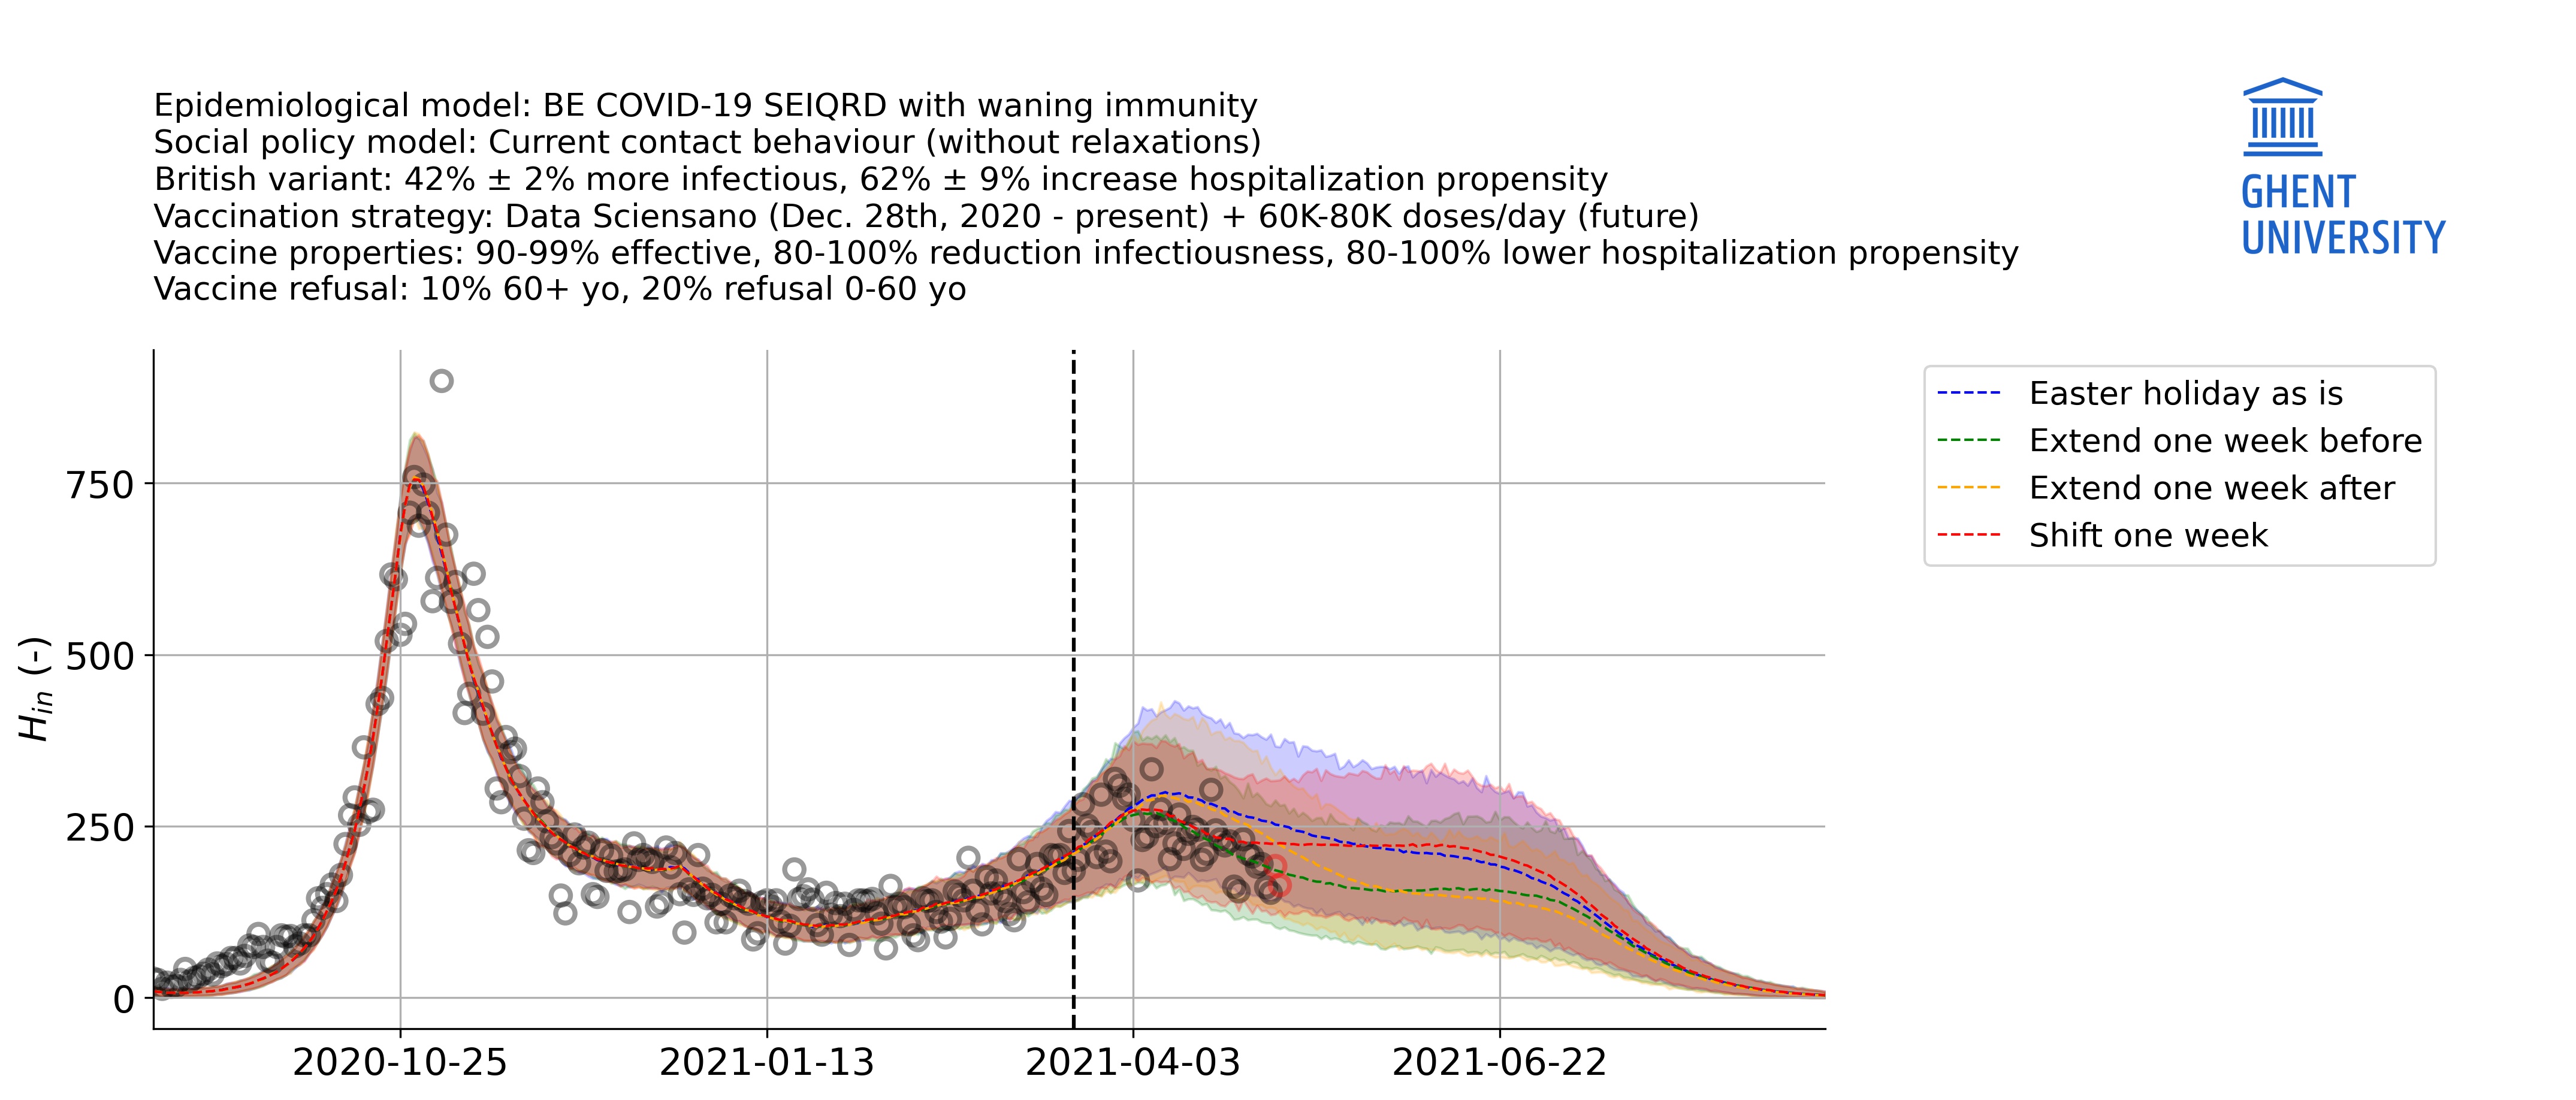 Epidemiological model: BE COVID-19 SEIQRD with waning immunity
Social policy model: Current contact behaviour (without relaxations)
British variant: 42% ± 2% more infectious, 62% ± 9% increase hospitalization propensity
Vaccination strategy: Data Sciensano (Dec. 28th, 2020 - present) + 60K-80K doses/day (future)
Vaccine properties: 90-99% effective, 80-100% reduction infectiousness, 80-100% lower hospitalization propensity
Vaccine refusal: 10% 60+ yo, 20% refusal 0-60 yo
GHENT
UNIVERSITY
Easter holiday as is
Extend one week before
Extend one week after
Shift one week
H_in (-)
750
500
250
0
2020-10-25
2021-01-13
2021-04-03
2021-06-22